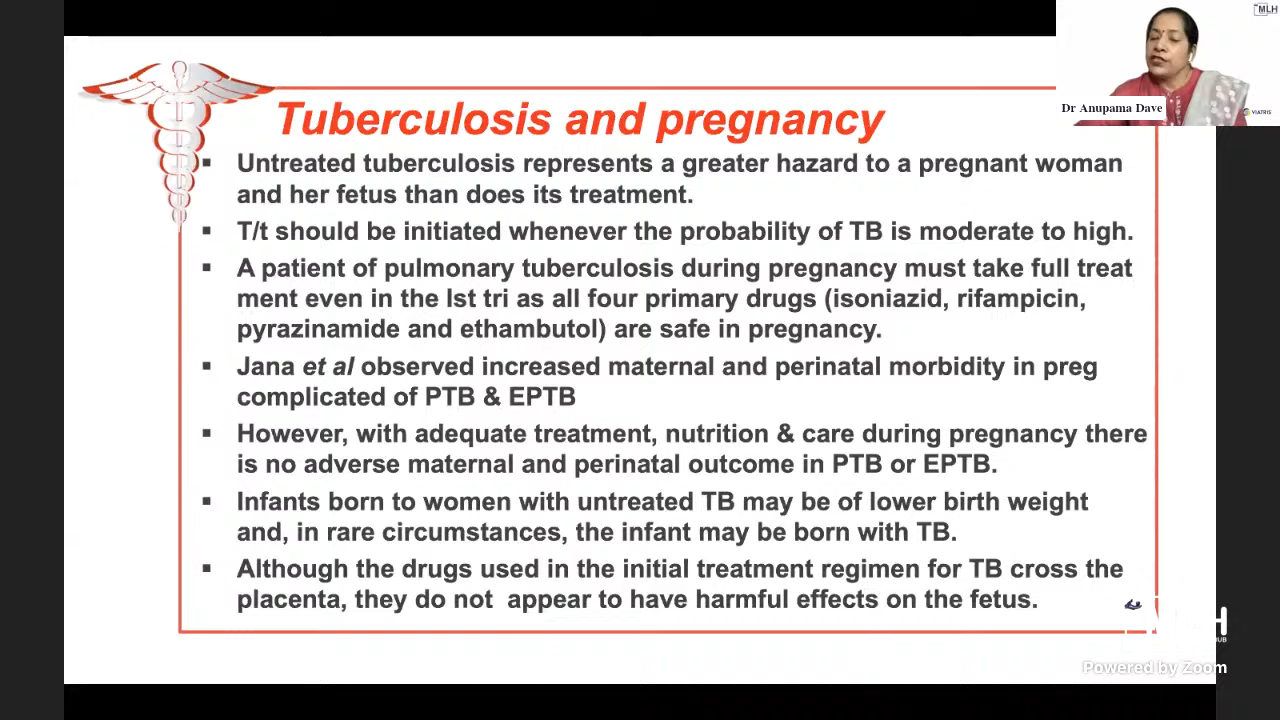 MLH
Dr Anupama Dave
VIATRIS
Tuberculosis and pregnancy
▪ Untreated tuberculosis represents a greater hazard to a pregnant woman
and her fetus than does its treatment.
▪ T/t should be initiated whenever the probability of TB is moderate to high.
▪ A patient of pulmonary tuberculosis during pregnancy must take full treat
ment even in the Ist tri as all four primary drugs (isoniazid, rifampicin,
pyrazinamide and ethambutol) are safe in pregnancy.
▪ Jana et al observed increased maternal and perinatal morbidity in preg
complicated of PTB & EPTB
▪ However, with adequate treatment, nutrition & care during pregnancy there
is no adverse maternal and perinatal outcome in PTB or EPTB.
▪ Infants born to women with untreated TB may be of lower birth weight
and, in rare circumstances, the infant may be born with TB.
▪ Although the drugs used in the initial treatment regimen for TB cross the
placenta, they do not appear to have harmful effects on the fetus.
Powered by Zoom